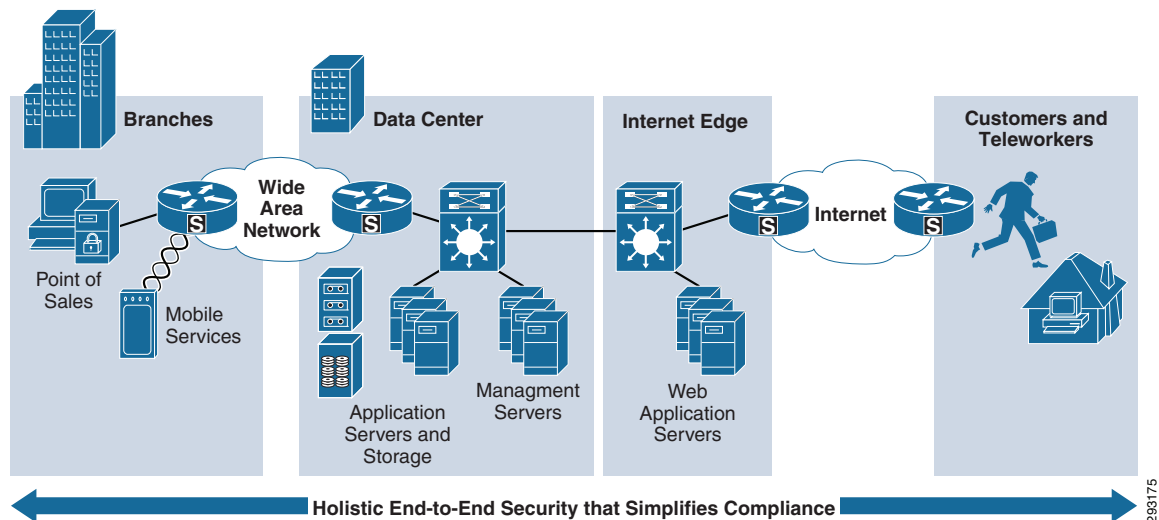 Branches
Data Center
Internet Edge
Customers and
Teleworkers
Wide
Area
Network
Internet
S
S
S
S
Point of
Sales
Mobile
Services
Application
Servers and
Storage
Managment
Servers
Web
Application
Servers
Holistic End-to-End Security that Simplifies Compliance
293175